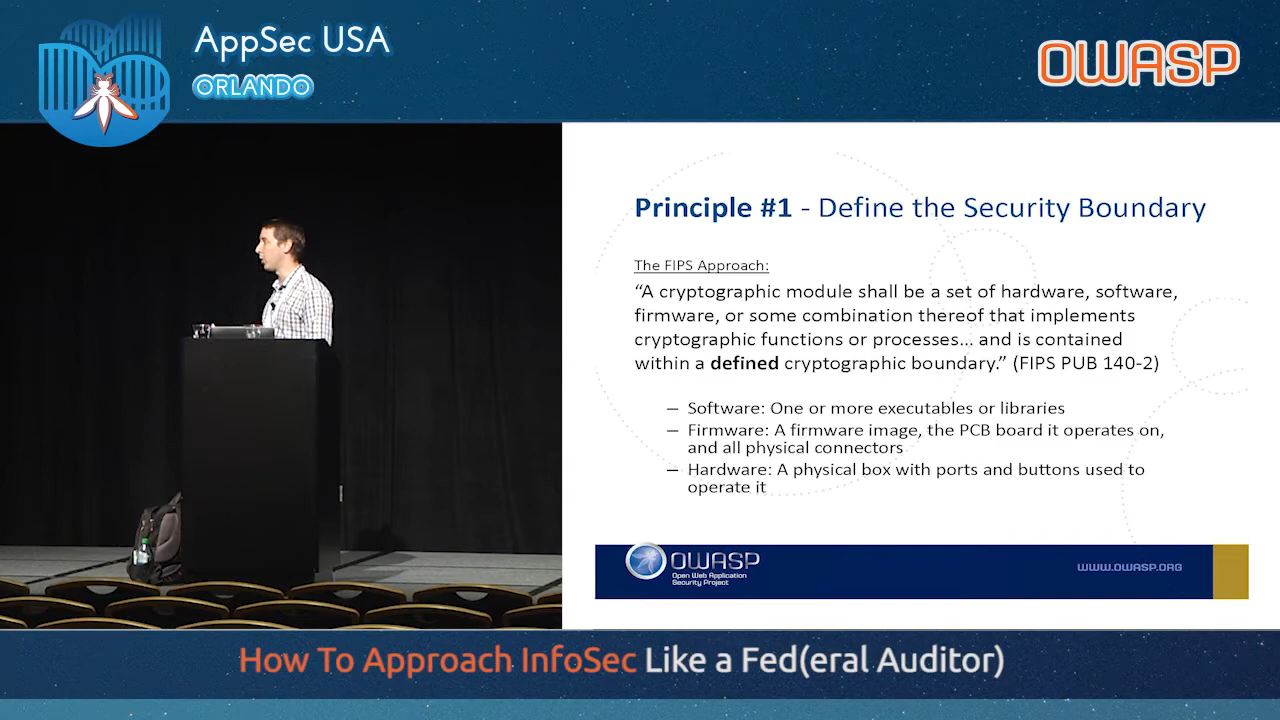 AppSec USA
ORLANDO
OWASP
Principle #1 - Define the Security Boundary
The FIPS Approach:
“A cryptographic module shall be a set of hardware, software,
firmware, or some combination thereof that implements
cryptographic functions or processes… and is contained
within a defined cryptographic boundary.” (FIPS PUB 140-2)
– Software: One or more executables or libraries
– Firmware: A firmware image, the PCB board it operates on,
and all physical connectors
– Hardware: A physical box with ports and buttons used to
operate it
OWASP
Open Web Application
Security Project
WWW.OWASP.ORG
How To Approach InfoSec Like a Fed(eral Auditor)